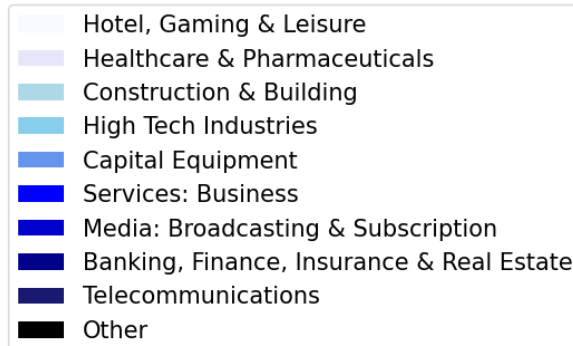 Hotel, Gaming & Leisure
Healthcare & Pharmaceuticals
Construction & Building
High Tech Industries
Capital Equipment
Services: Business
Media: Broadcasting & Subscription
Banking, Finance, Insurance & Real Estate
Telecommunications
Other